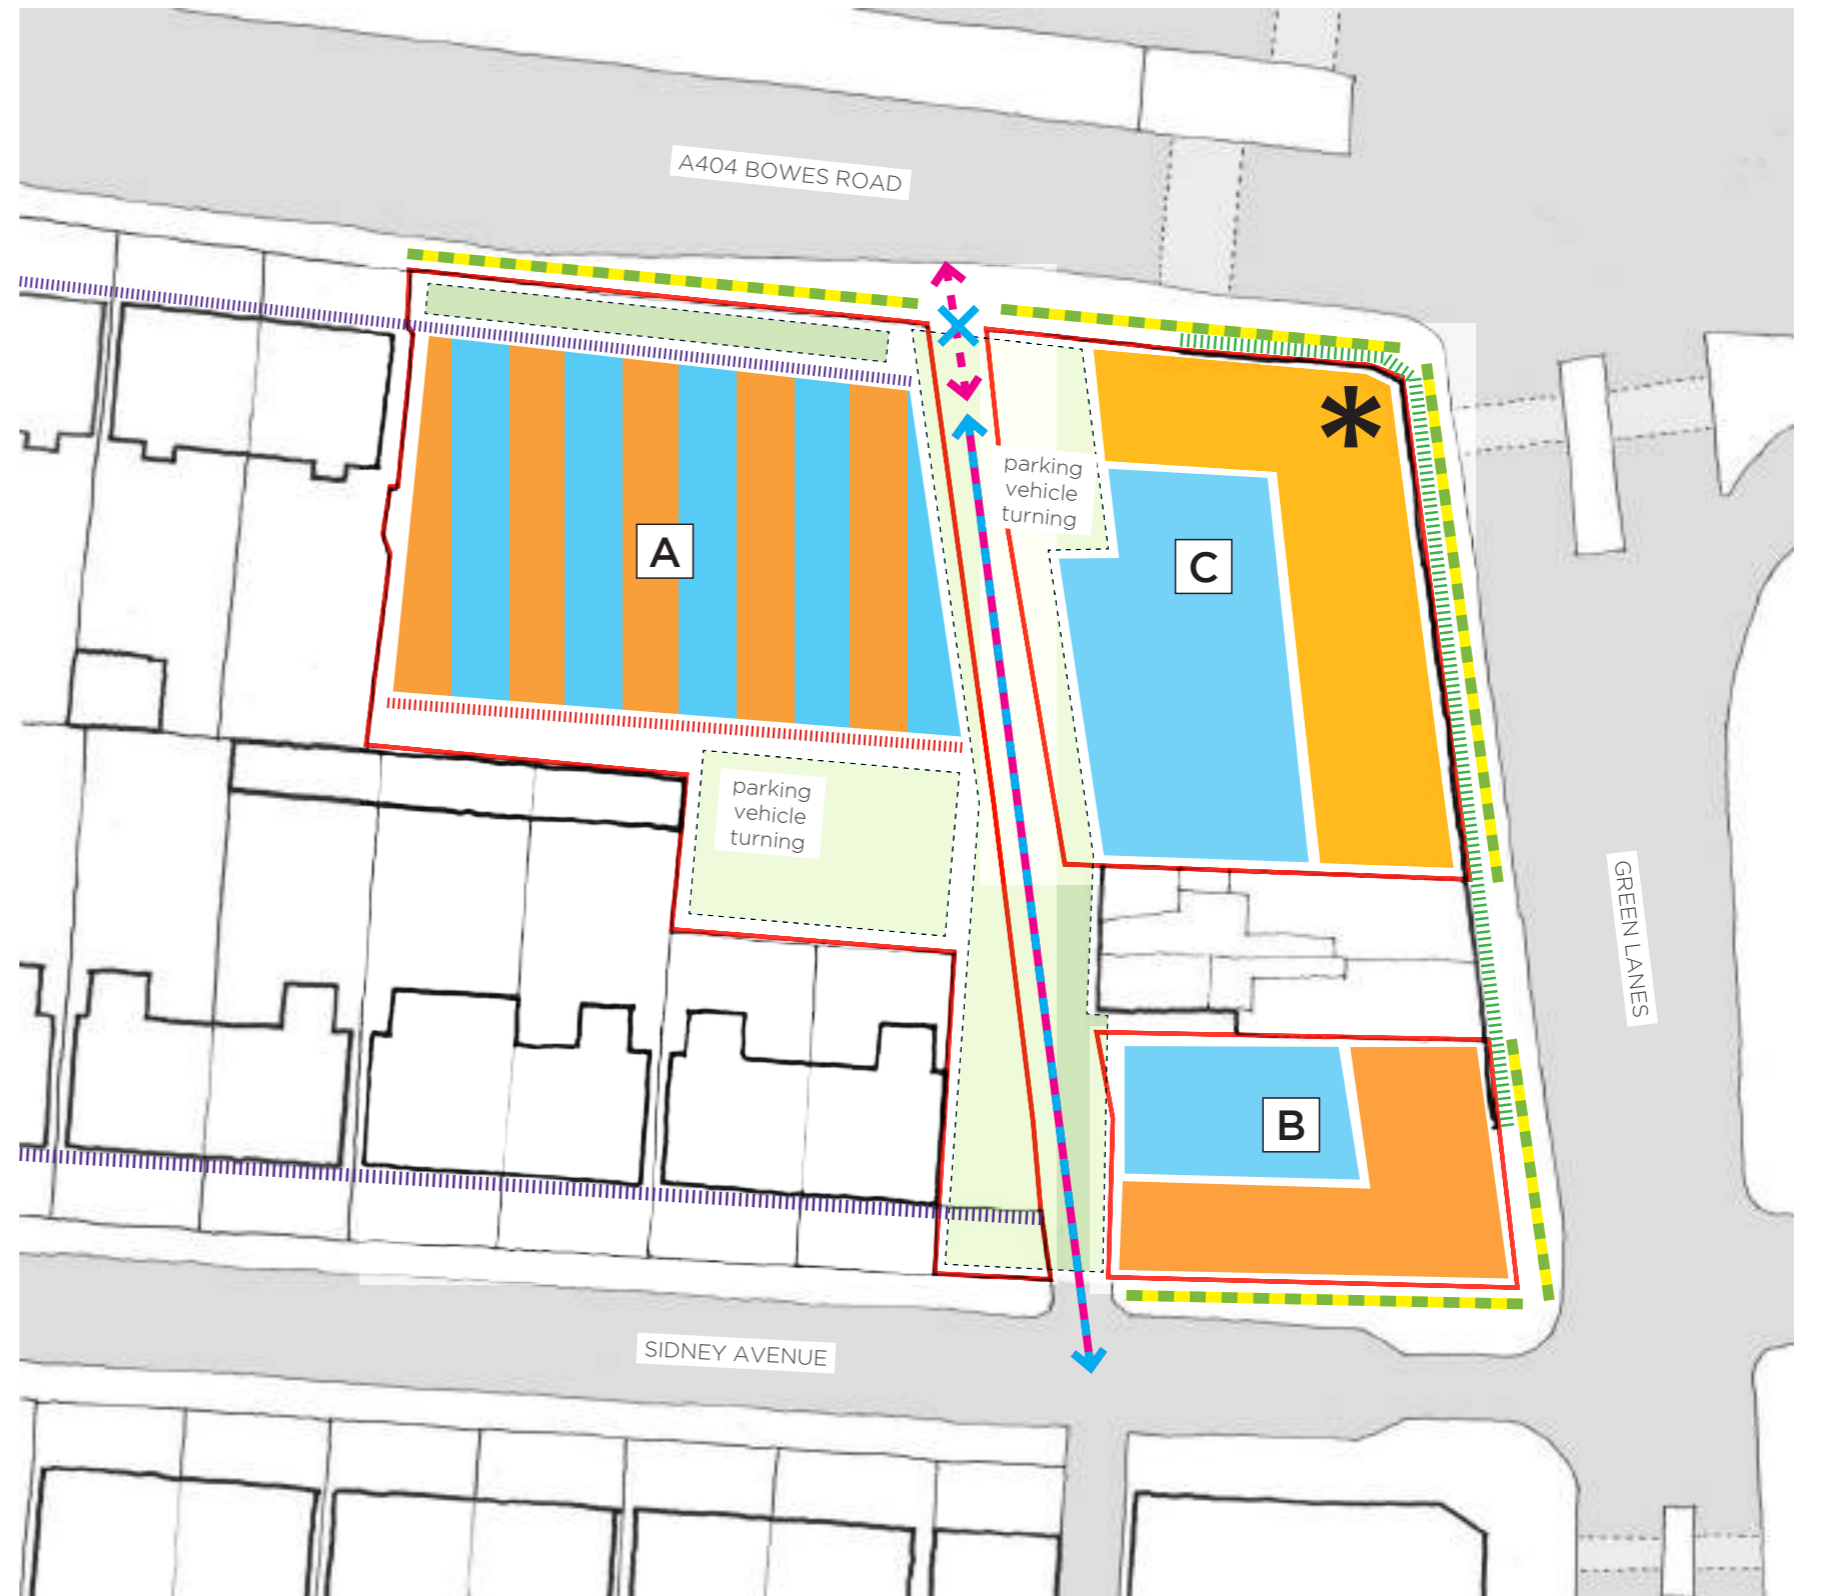 A404 BOWES ROAD
parking
vehicle
turning
A
C
parking
vehicle
turning
GREEN LANES
B
SIDNEY AVENUE